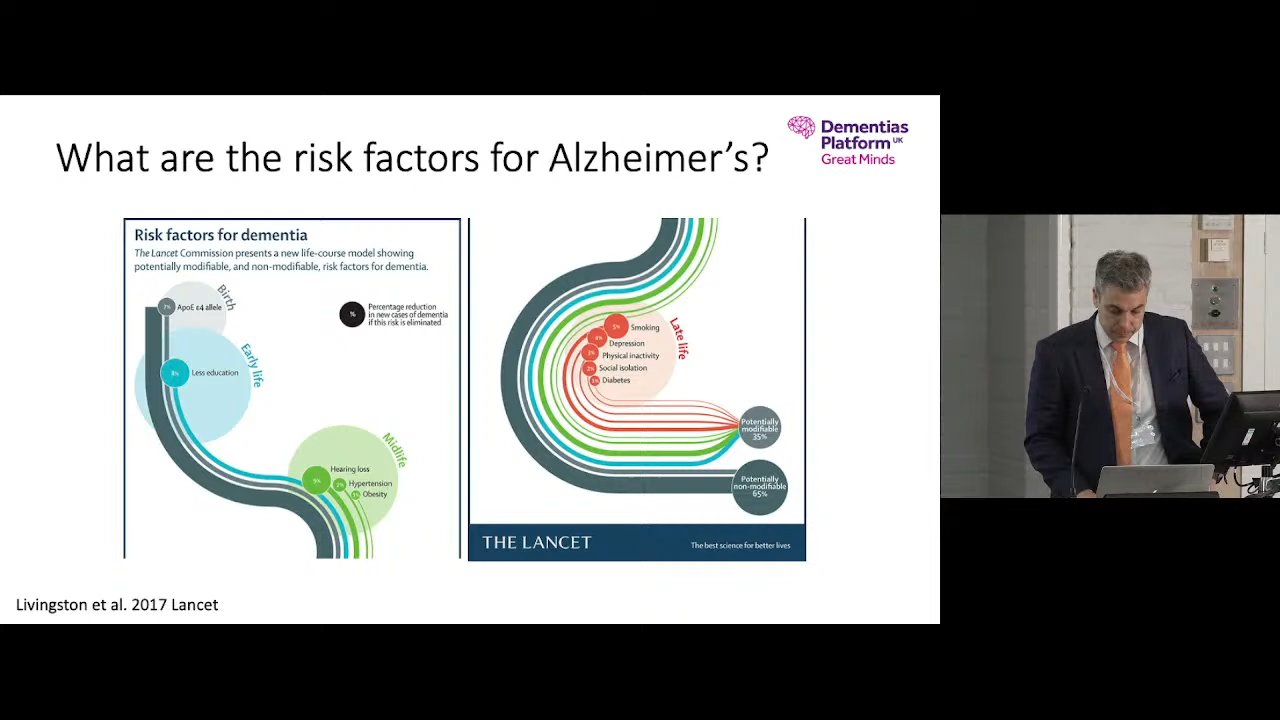 What are the risk factors for Alzheimer's?
Dementias
Platform UK
Great Minds
Risk factors for dementia
The Lancet Commission presents a new life-course model showing
potentially modifiable, and non-modifiable, risk factors for dementia.
Birth
7%
ApoE ε4 allele
%
Percentage reduction
in new cases of dementia
if this risk is eliminated
Early life
8%
Less education
Midlife
9%
Hearing loss
2%
Hypertension
1%
Obesity
Late life
5%
Smoking
4%
Depression
3%
Physical inactivity
2%
Social isolation
1%
Diabetes
Potentially
modifiable
35%
Potentially
non-modifiable
65%
THE LANCET
The best science for better lives
Livingston et al. 2017 Lancet